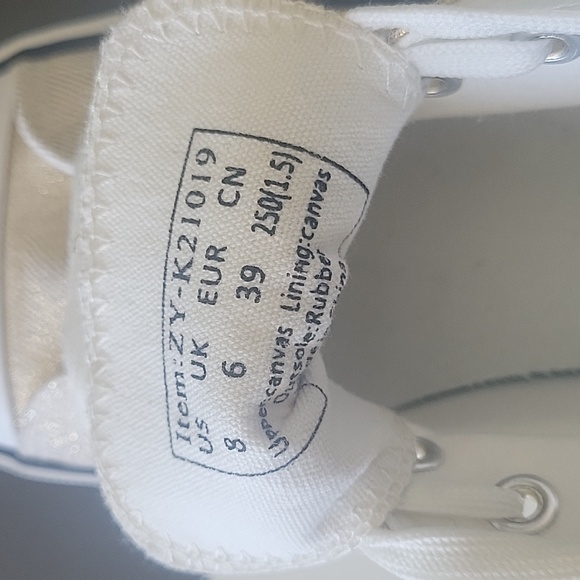 Item:ZY-K21019
US UK EUR CN
8 6 39 250(1.5)
Upper:canvas Lining:canvas
Outsole:Rubber